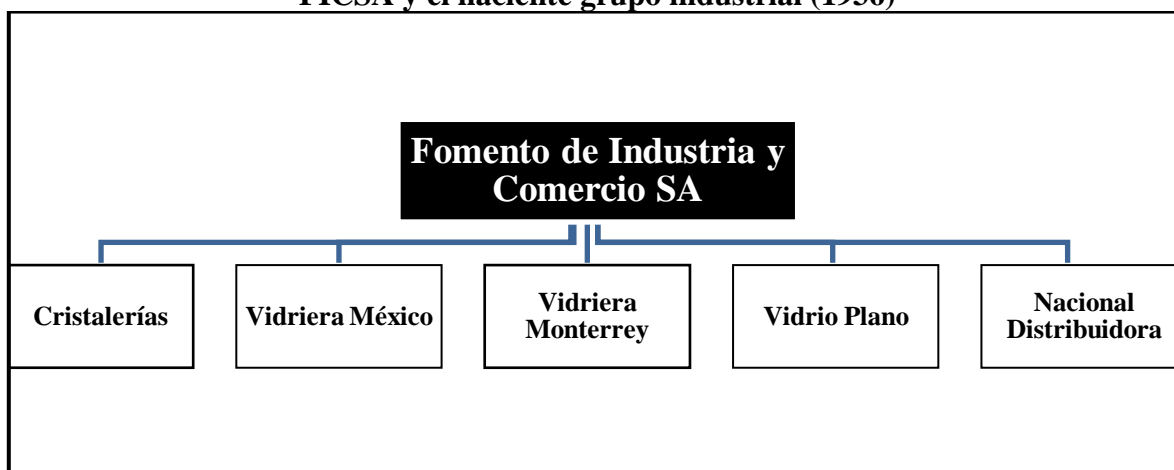 FICSA y el naciente grupo industrial
Fomento de Industria y
Comercio SA
Cristalerías
Vidriera México
Vidriera
Monterrey
Vidrio Plano
Nacional
Distribuidora